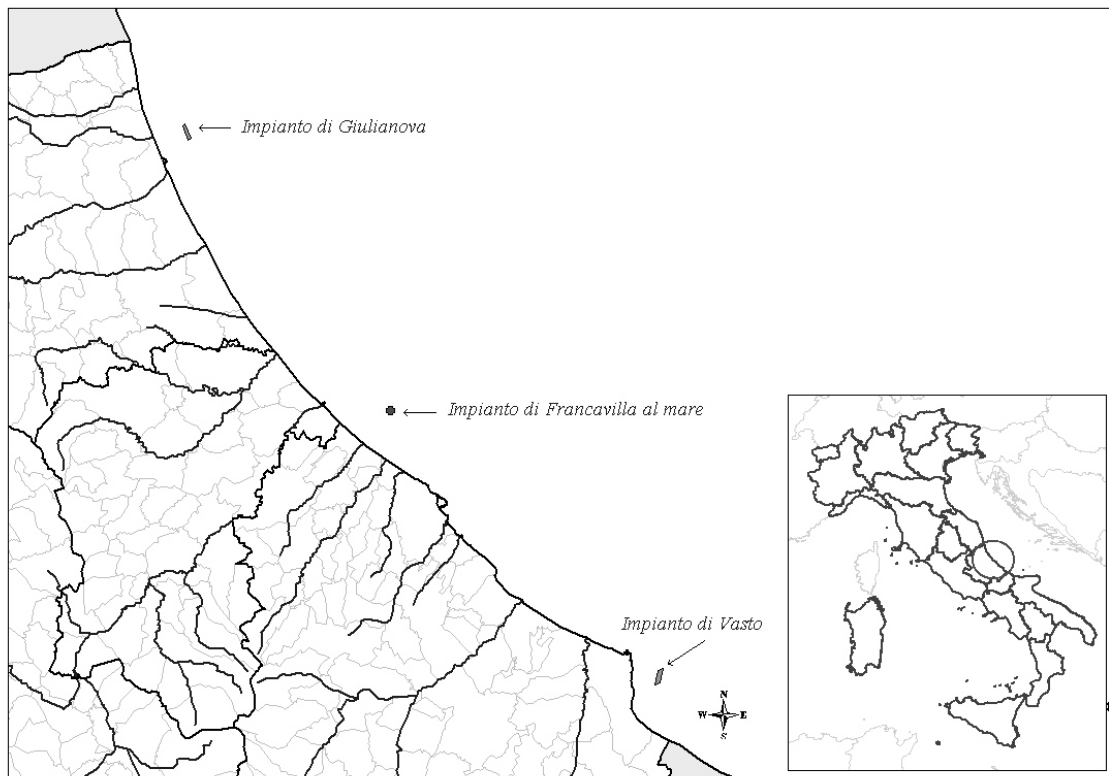 Impianto di Giulianova
Impianto di Francavilla al mare
Impianto di Vasto
N
W E
S